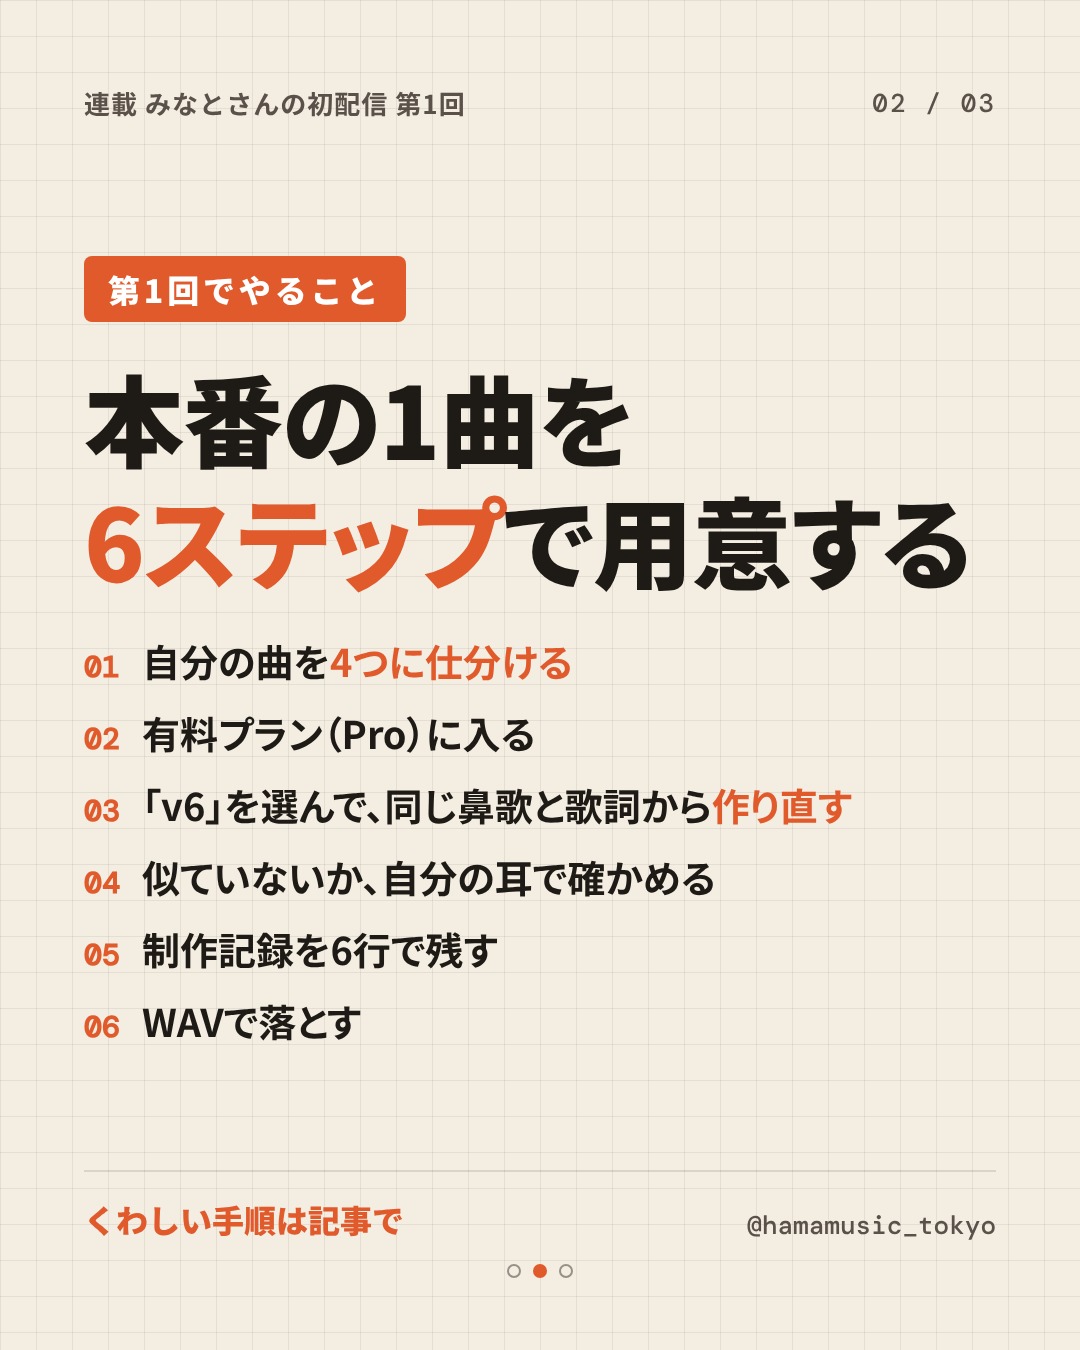 連載 みなとさんの初配信 第1回
02 / 03
第1回でやること
本番の1曲を
6ステップで用意する
01 自分の曲を4つに仕分ける
02 有料プラン（Pro）に入る
03 「v6」を選んで、同じ鼻歌と歌詞から作り直す
04 似ていないか、自分の耳で確かめる
05 制作記録を6行で残す
06 WAVで落とす
くわしい手順は記事で
@hamamusic_tokyo